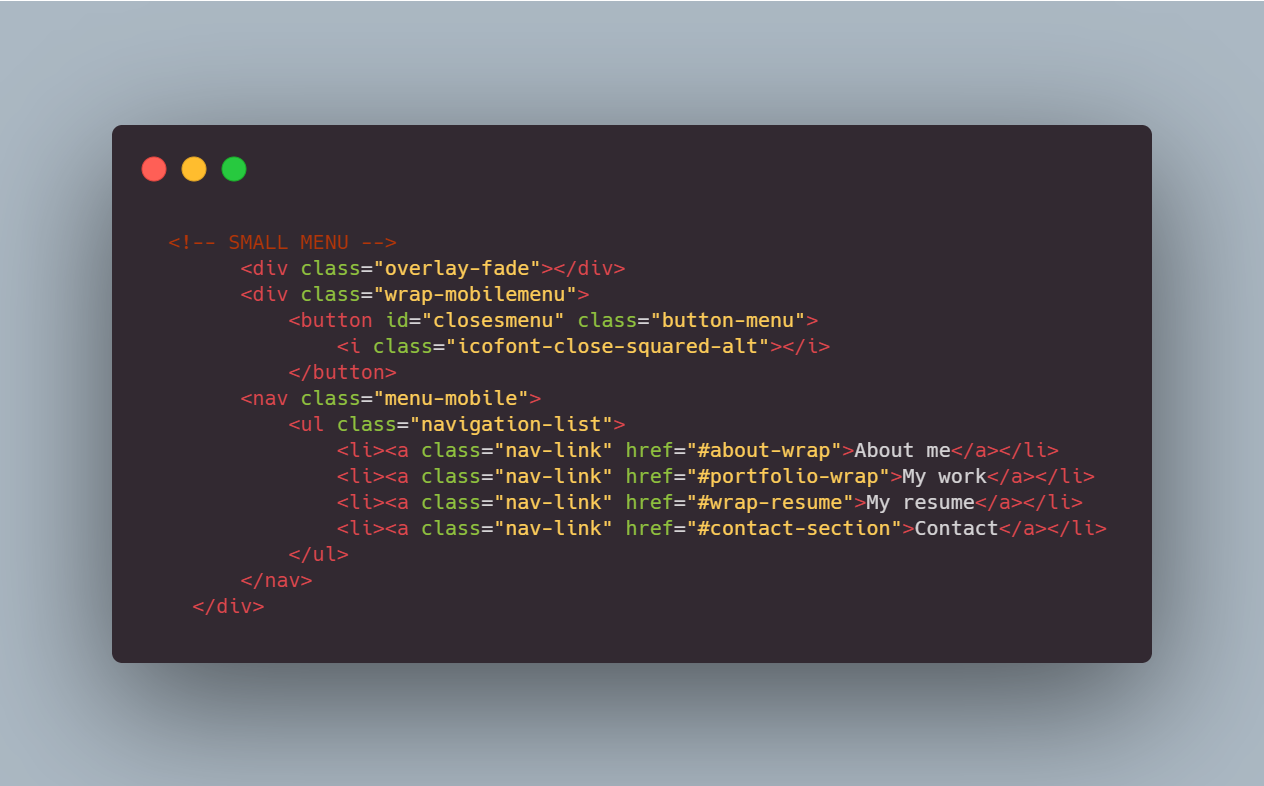 <!-- SMALL MENU -->
<div class="overlay-fade"></div>
<div class="wrap-mobilemenu">
<button id="closesmenu" class="button-menu">
<i class="icofont-close-squared-alt"></i>
</button>
<nav class="menu-mobile">
<ul class="navigation-list">
<li><a class="nav-link" href="#about-wrap">About me</a></li>
<li><a class="nav-link" href="#portfolio-wrap">My work</a></li>
<li><a class="nav-link" href="#wrap-resume">My resume</a></li>
<li><a class="nav-link" href="#contact-section">Contact</a></li>
</ul>
</nav>
</div>